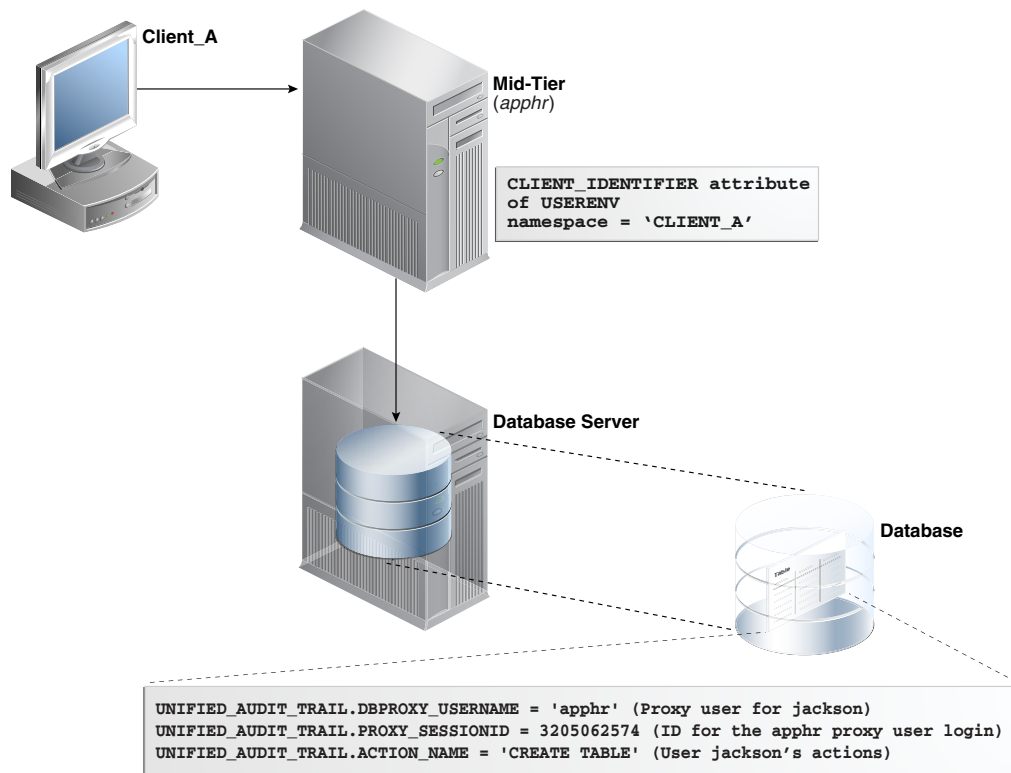 Client_A
Mid-Tier
(apphr)
CLIENT_IDENTIFIER attribute
of USERENV
namespace = ‘CLIENT_A’
Database Server
Database
Table
UNIFIED_AUDIT_TRAIL.DBPROXY_USERNAME = 'apphr' (Proxy user for jackson)
UNIFIED_AUDIT_TRAIL.PROXY_SESSIONID = 3205062574 (ID for the apphr proxy user login)
UNIFIED_AUDIT_TRAIL.ACTION_NAME = 'CREATE TABLE' (User jackson’s actions)